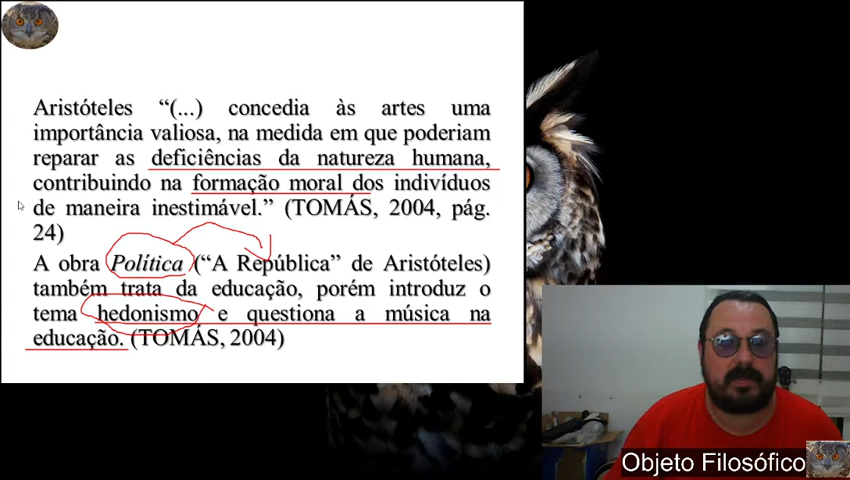 Aristóteles “(...) concedia às artes uma
importância valiosa, na medida em que poderiam
reparar as deficiências da natureza humana,
contribuindo na formação moral dos indivíduos
de maneira inestimável.” (TOMÁS, 2004, pág.
24)
A obra Política (“A República” de Aristóteles)
também trata da educação, porém introduz o
tema hedonismo e questiona a música na
educação. (TOMÁS, 2004)
Objeto Filosófico